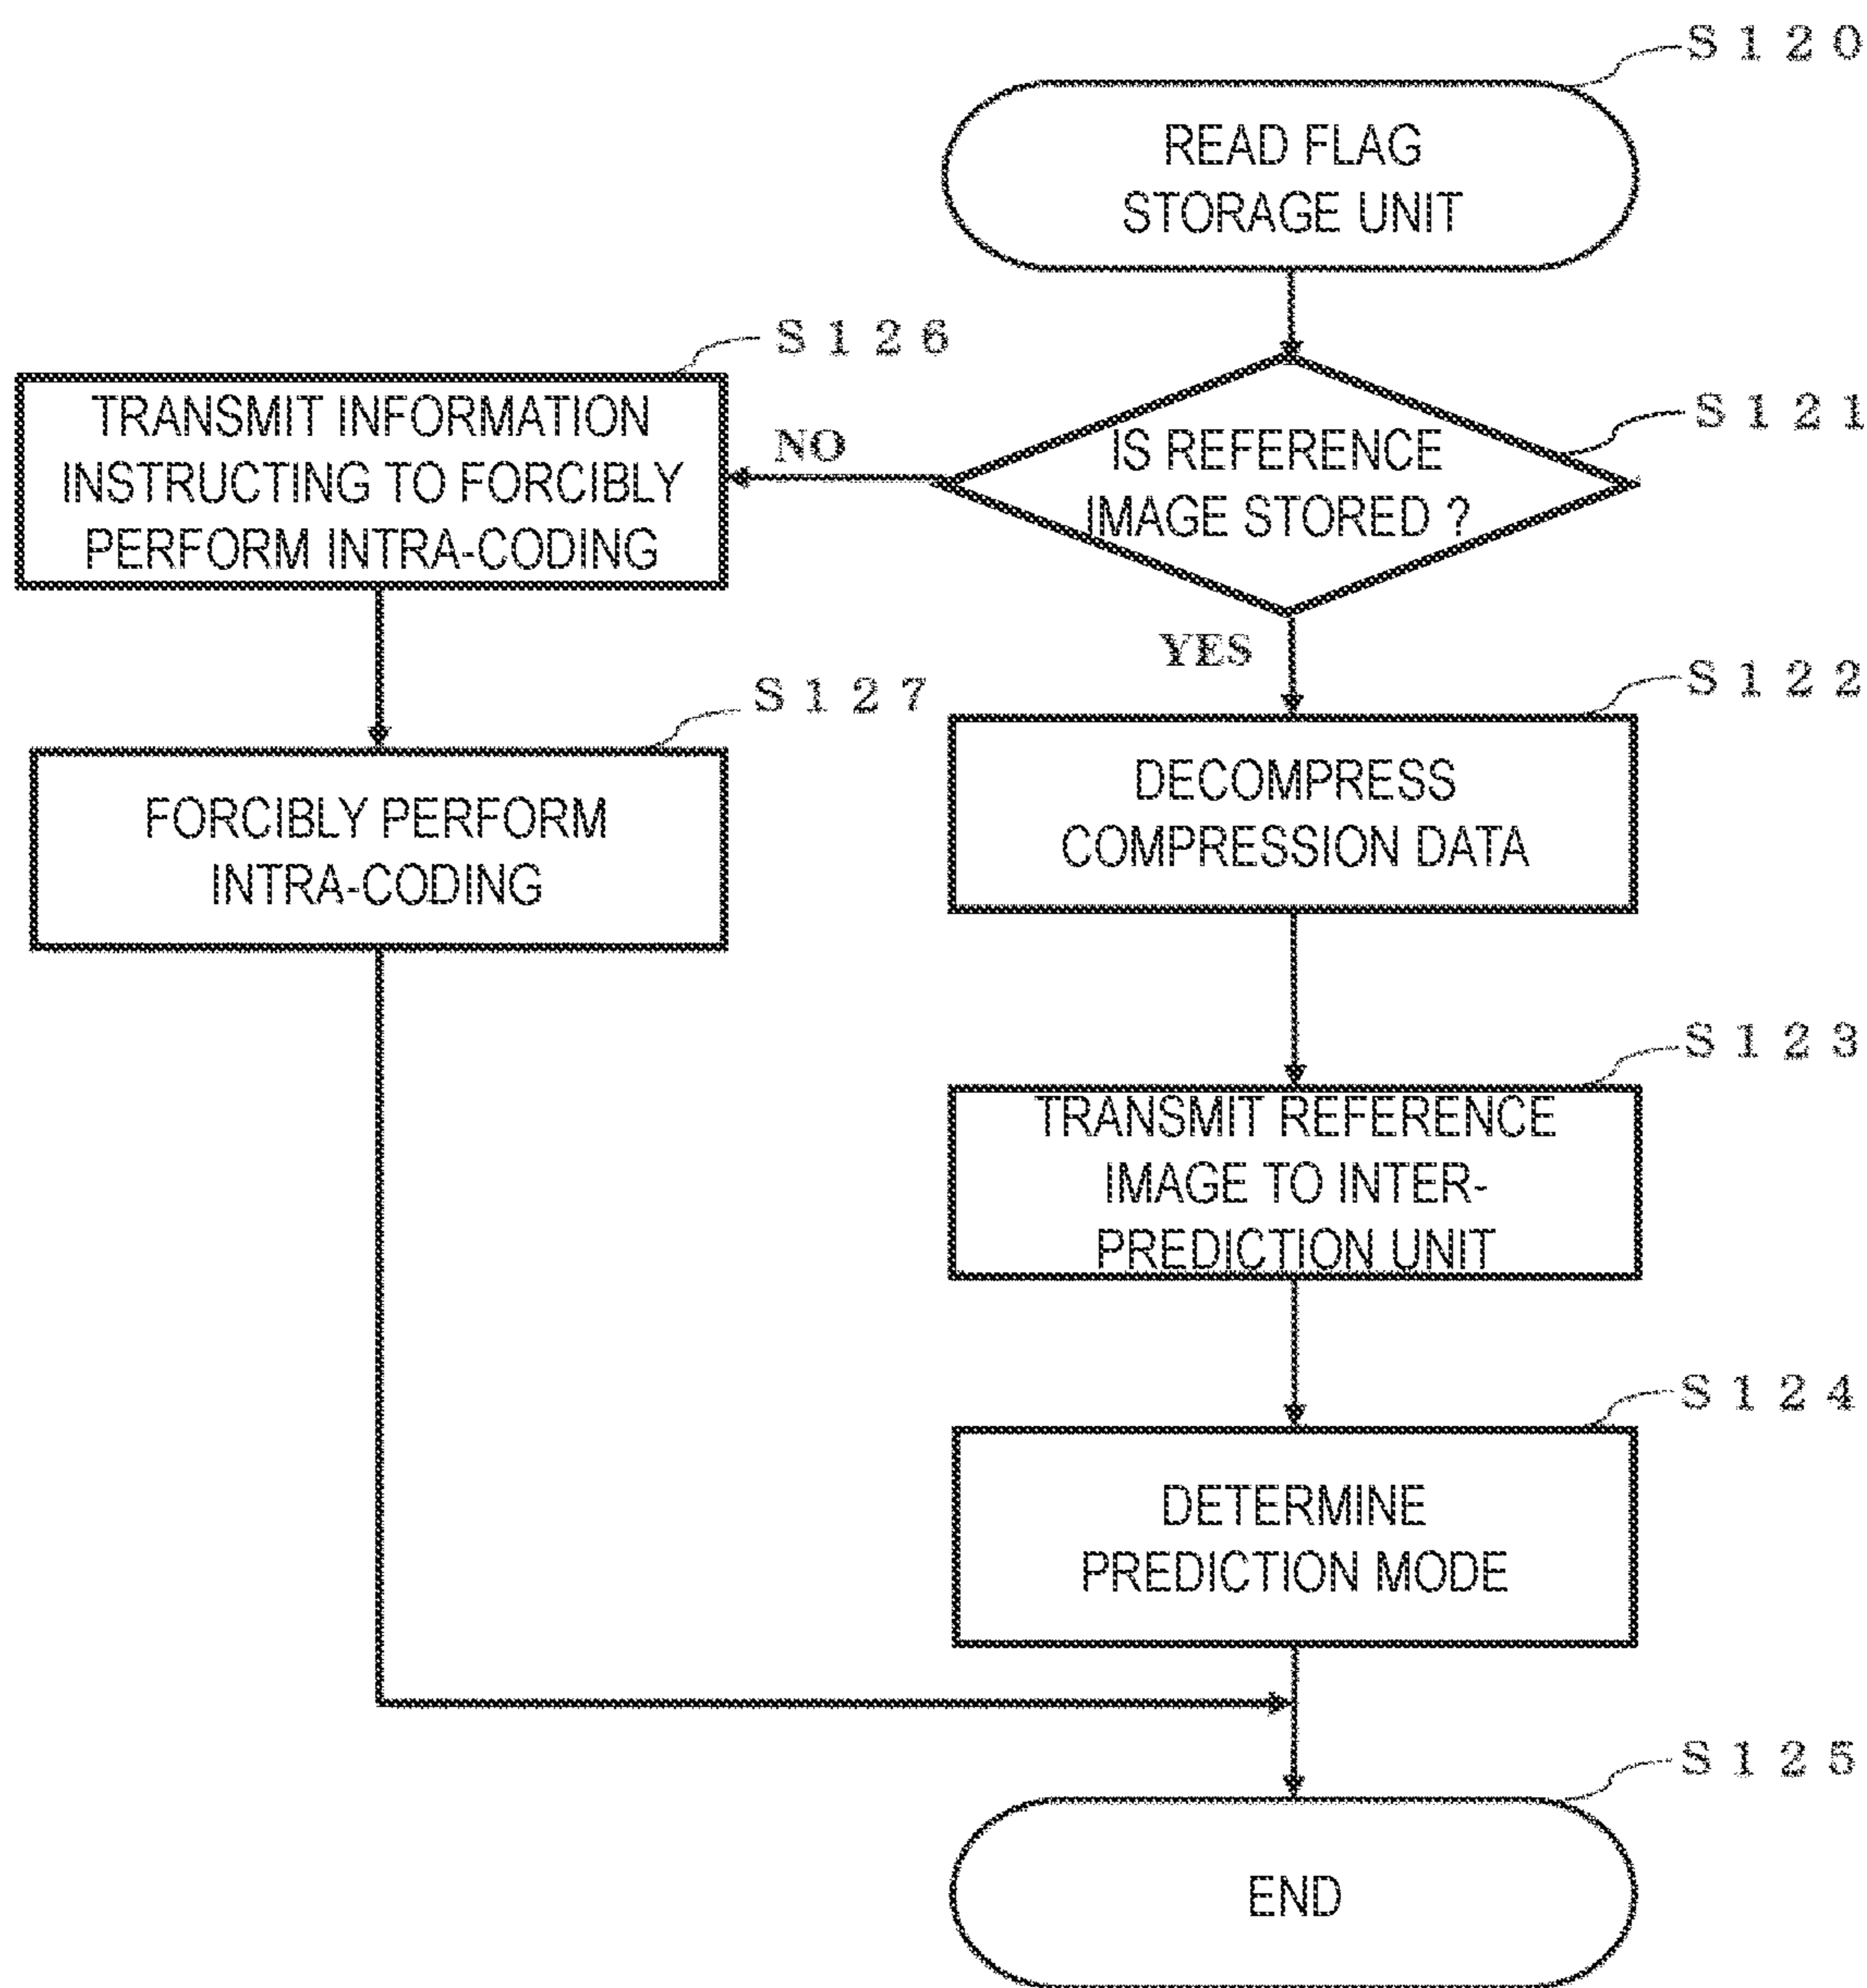 S120
READ FLAG
STORAGE UNIT
S126
TRANSMIT INFORMATION
INSTRUCTING TO FORCIBLY
PERFORM INTRA-CODING
NO
S121
IS REFERENCE
IMAGE STORED ?
YES
S127
FORCIBLY PERFORM
INTRA-CODING
S122
DECOMPRESS
COMPRESSION DATA
S123
TRANSMIT REFERENCE
IMAGE TO INTER-
PREDICTION UNIT
S124
DETERMINE
PREDICTION MODE
S125
END